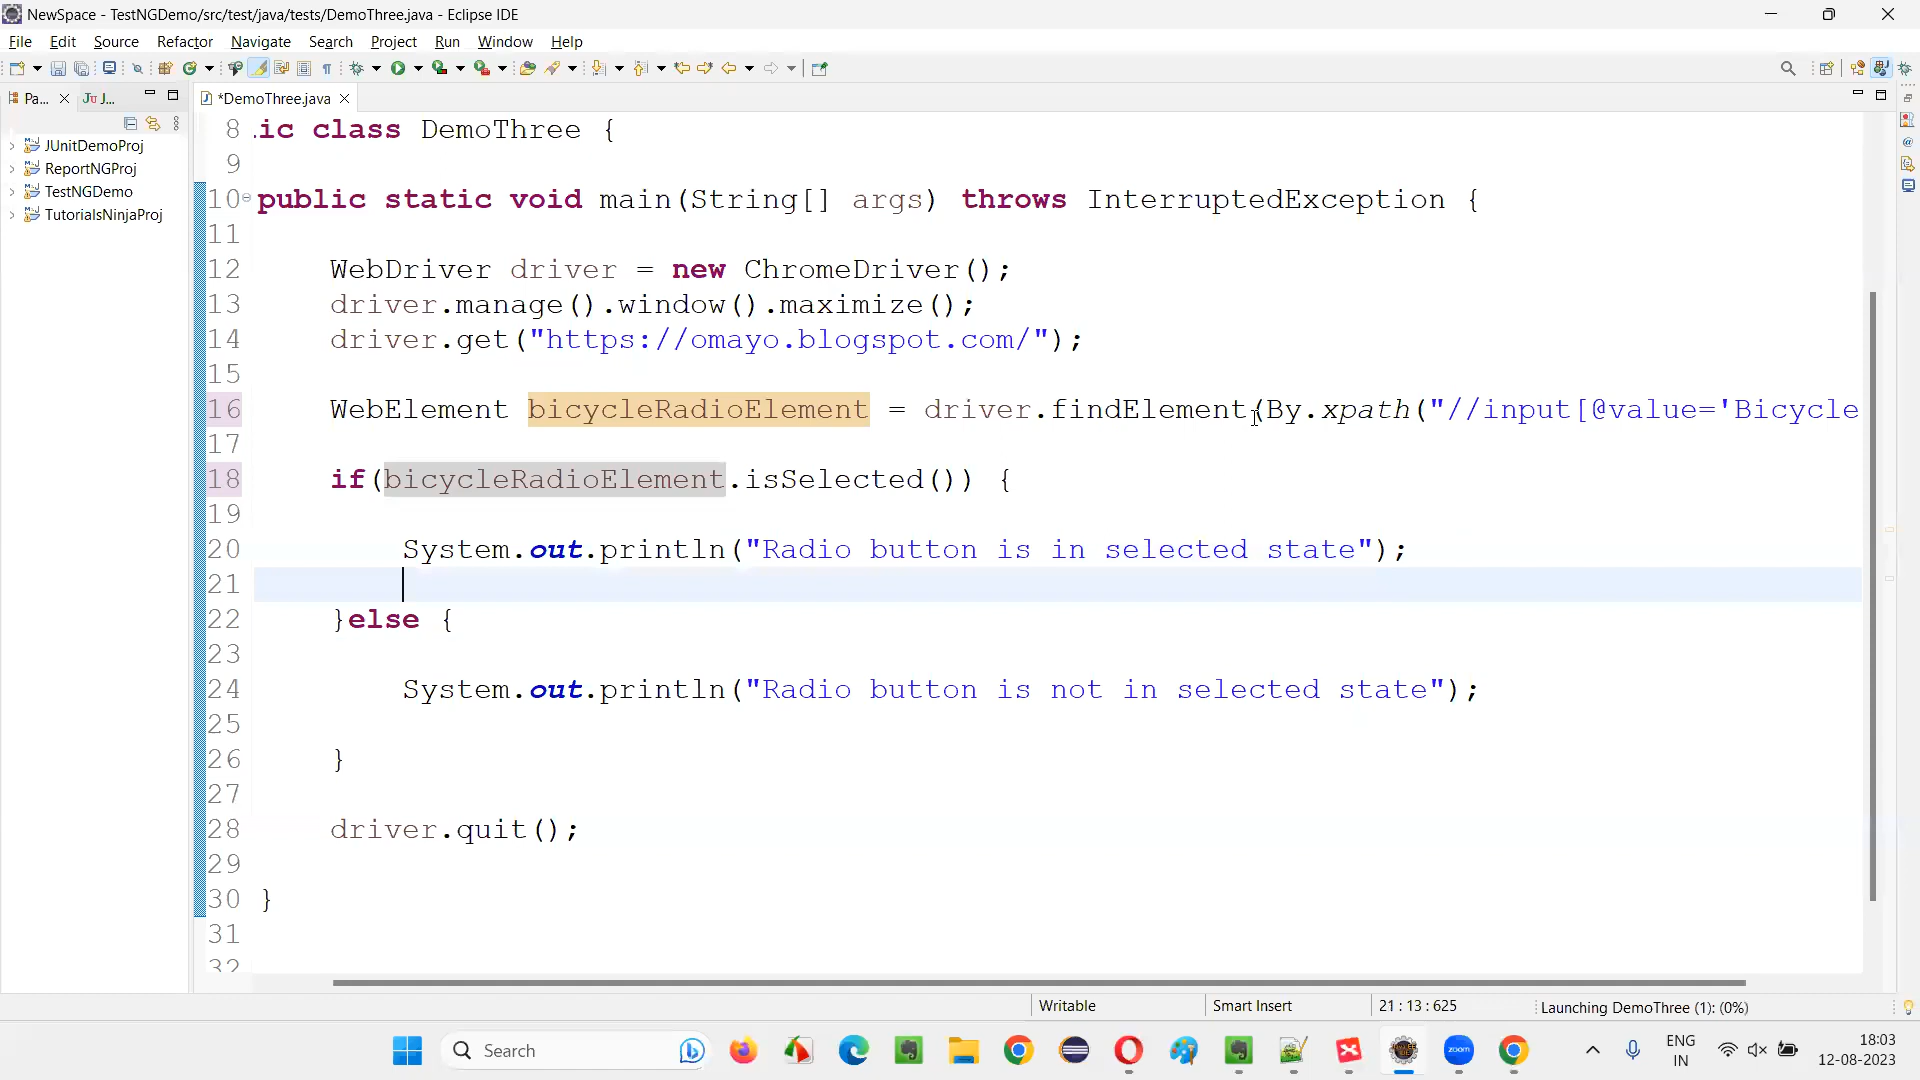 NewSpace - TestNGDemo/src/test/java/tests/DemoThree.java - Eclipse IDE
File Edit Source Refactor Navigate Search Project Run Window Help
Pa... J... *DemoThree.java
JUnitDemoProj
ReportNGProj
TestNGDemo
TutorialsNinjaProj
8 .ic class DemoThree {
9
10 public static void main(String[] args) throws InterruptedException {
11
12 WebDriver driver = new ChromeDriver();
13 driver.manage().window().maximize();
14 driver.get("https://omayo.blogspot.com/");
15
16 WebElement bicycleRadioElement = driver.findElement(By.xpath("//input[@value='Bicycle
17
18 if(bicycleRadioElement.isSelected()) {
19
20 System.out.println("Radio button is in selected state");
21
22 }else {
23
24 System.out.println("Radio button is not in selected state");
25
26 }
27
28 driver.quit();
29
30 }
31
32
Writable Smart Insert 21 : 13 : 625 Launching DemoThree (1): (0%)
Search zoom ENG IN 18:03 12-08-2023